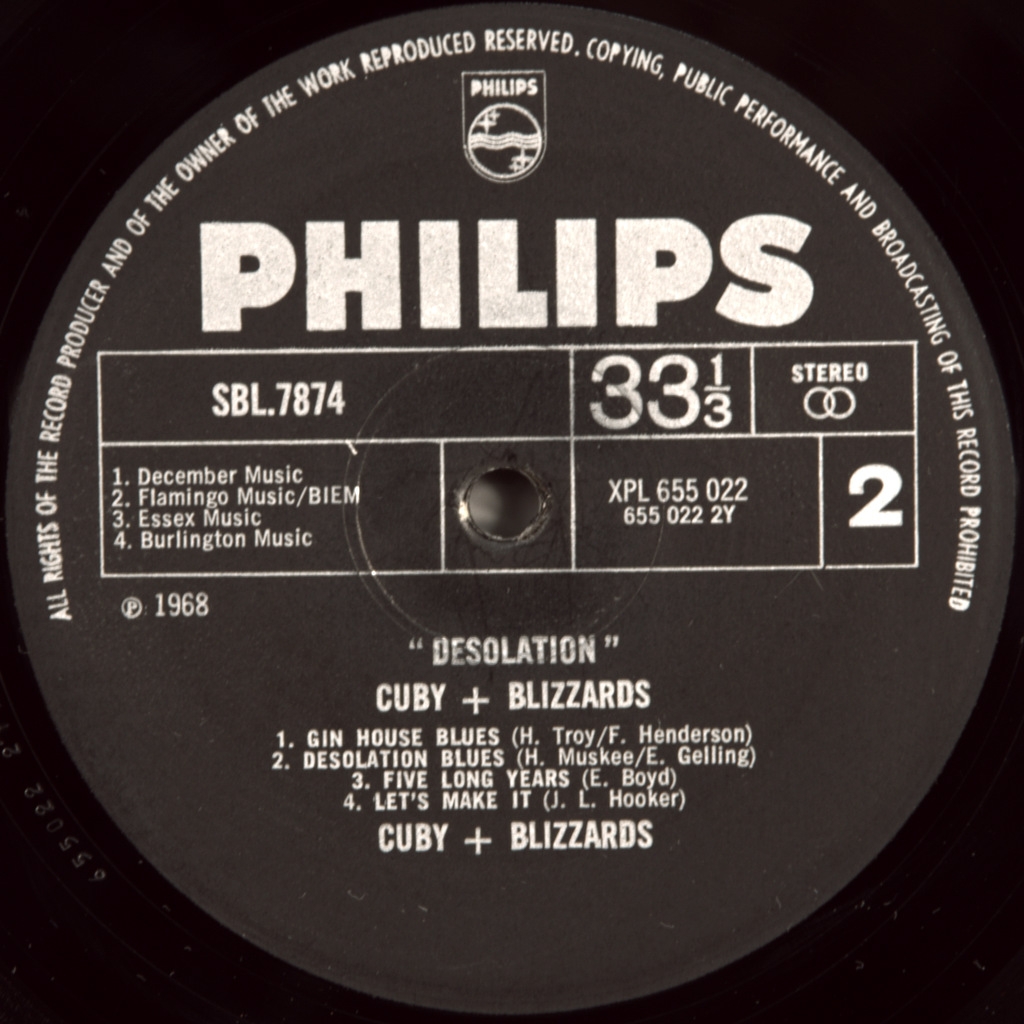 ALL RIGHTS OF THE RECORD PRODUCER AND OF THE OWNER OF THE WORK REPRODUCED RESERVED. COPYING, PUBLIC PERFORMANCE AND BROADCASTING OF THIS RECORD PROHIBITED
PHILIPS
PHILIPS
SBL.7874
33 1/3
STEREO
1. December Music
2. Flamingo Music/BIEM
3. Essex Music
4. Burlington Music
XPL 655 022
655 022 2Y
2
℗ 1968
“ DESOLATION ”
CUBY + BLIZZARDS
1. GIN HOUSE BLUES (H. Troy/F. Henderson)
2. DESOLATION BLUES (H. Muskee/E. Gelling)
3. FIVE LONG YEARS (E. Boyd)
4. LET'S MAKE IT (J. L. Hooker)
CUBY + BLIZZARDS
655022